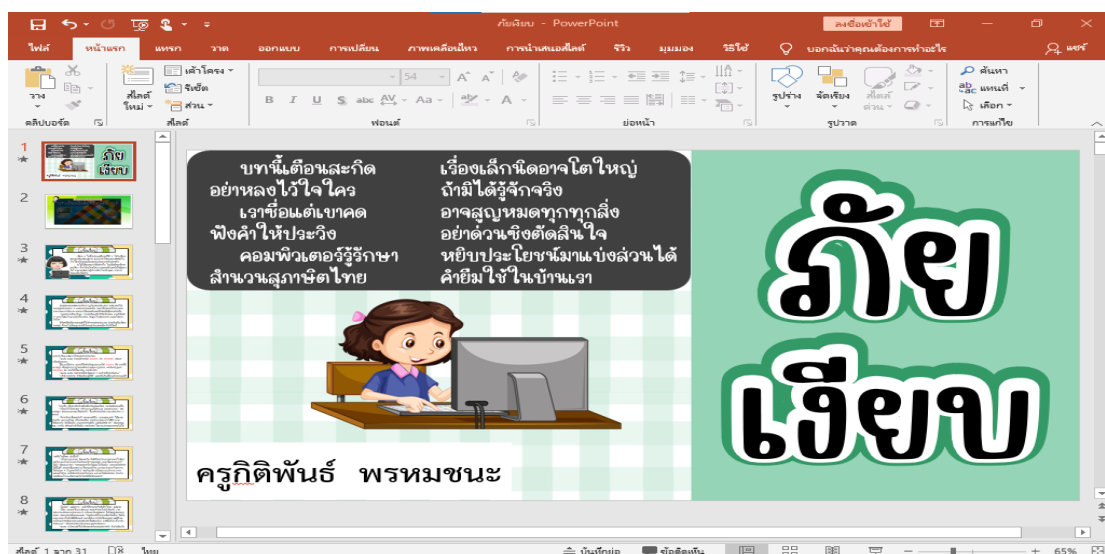 ภัยเงียบ - PowerPoint
ลงชื่อเข้าใช้
ไฟล์ หน้าแรก แทรก วาด ออกแบบ การเปลี่ยน ภาพเคลื่อนไหว การนำเสนอสไลด์ รีวิว มุมมอง วิธีใช้ บอกฉันว่าคุณต้องการทำอะไร แชร์
วาง
สไลด์ใหม่
เค้าโครง
รีเซ็ต
ส่วน
54
B I U S abc AV Aa A
รูปร่าง จัดเรียง สไตล์ด่วน
ค้นหา
แทนที่
เลือก
คลิปบอร์ด สไลด์ ฟอนต์ ย่อหน้า รูปวาด การแก้ไข
1
2
3
4
5
6
7
8
บทนี้เตือนสะกิด เรื่องเล็กนิดอาจโตใหญ่
อย่าหลงไว้ใจใคร ถ้ามิได้รู้จักจริง
เราซื่อแต่เขาคด อาจสูญหมดทุกทุกสิ่ง
ฟังคำให้ประวิง อย่าด่วนชิงตัดสินใจ
คอมพิวเตอร์รู้รักษา หยิบประโยชน์มาแบ่งส่วนได้
สำนวนสุภาษิตไทย คำยืมใช้ในบ้านเรา
ภัย
เงียบ
ครูกิติพันธ์ พรหมชนะ
สไลด์ 1 จาก 31 ไทย บันทึกย่อ ข้อคิดเห็น 65%